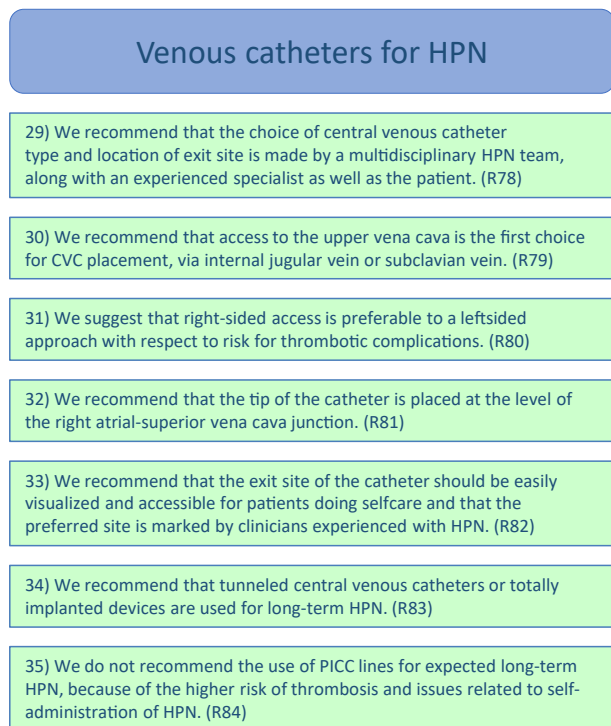 Venous catheters for HPN
29) We recommend that the choice of central venous catheter
type and location of exit site is made by a multidisciplinary HPN team,
along with an experienced specialist as well as the patient. (R78)
30) We recommend that access to the upper vena cava is the first choice
for CVC placement, via internal jugular vein or subclavian vein. (R79)
31) We suggest that right-sided access is preferable to a leftsided
approach with respect to risk for thrombotic complications. (R80)
32) We recommend that the tip of the catheter is placed at the level of
the right atrial-superior vena cava junction. (R81)
33) We recommend that the exit site of the catheter should be easily
visualized and accessible for patients doing selfcare and that the
preferred site is marked by clinicians experienced with HPN. (R82)
34) We recommend that tunneled central venous catheters or totally
implanted devices are used for long-term HPN. (R83)
35) We do not recommend the use of PICC lines for expected long-term
HPN, because of the higher risk of thrombosis and issues related to self-
administration of HPN. (R84)